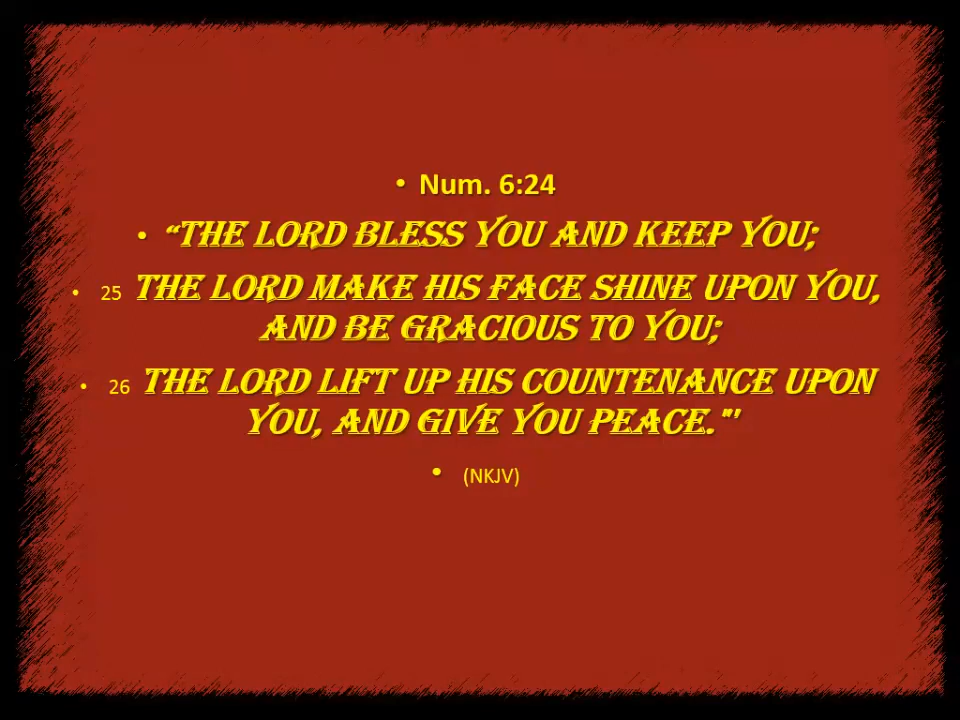 • Num. 6:24
• “THE LORD BLESS YOU AND KEEP YOU;
• 25 THE LORD MAKE HIS FACE SHINE UPON YOU,
AND BE GRACIOUS TO YOU;
• 26 THE LORD LIFT UP HIS COUNTENANCE UPON
YOU, AND GIVE YOU PEACE."'
• (NKJV)